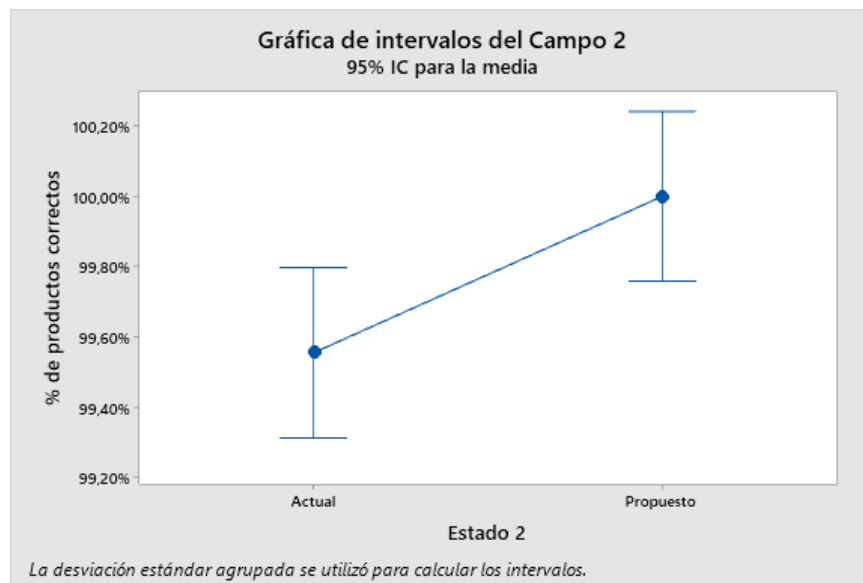 Gráfica de intervalos del Campo 2
95% IC para la media
% de productos correctos
100,20%
100,00%
99,80%
99,60%
99,40%
99,20%
Actual
Propuesto
Estado 2
La desviación estándar agrupada se utilizó para calcular los intervalos.